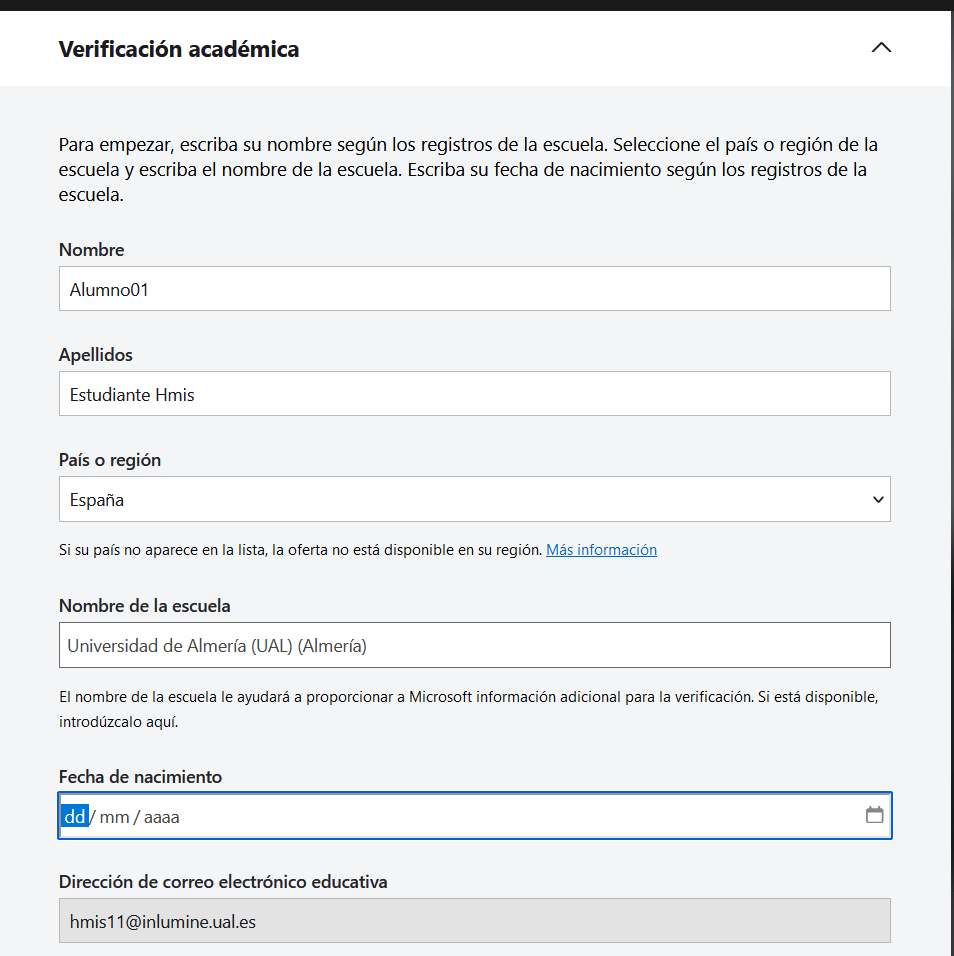 Verificación académica
Para empezar, escriba su nombre según los registros de la escuela. Seleccione el país o región de la
escuela y escriba el nombre de la escuela. Escriba su fecha de nacimiento según los registros de la
escuela.
Nombre
Alumno01
Apellidos
Estudiante Hmis
País o región
España
Si su país no aparece en la lista, la oferta no está disponible en su región. Más información
Nombre de la escuela
Universidad de Almería (UAL) (Almería)
El nombre de la escuela le ayudará a proporcionar a Microsoft información adicional para la verificación. Si está disponible,
introdúzcalo aquí.
Fecha de nacimiento
dd / mm / aaaa
Dirección de correo electrónico educativa
hmis11@inlumine.ual.es